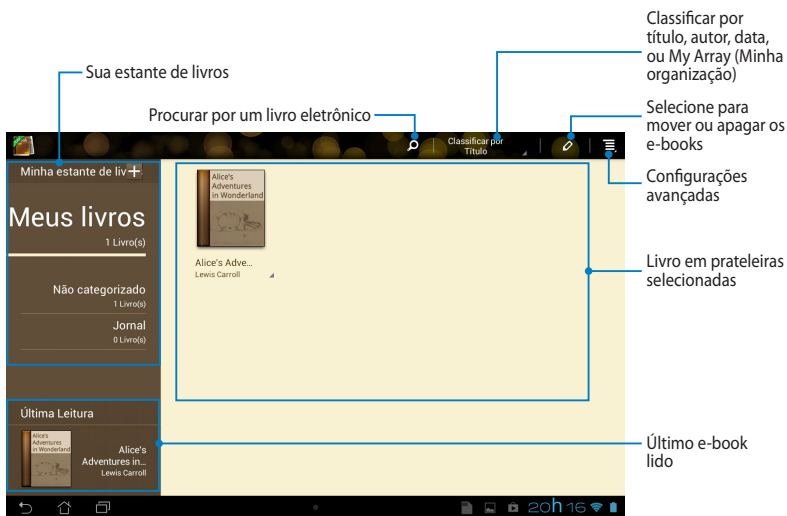 Classificar por
título, autor, data,
ou My Array (Minha
organização)
Sua estante de livros
Procurar por um livro eletrônico
Selecione para
mover ou apagar os
e-books
Configurações
avançadas
Livro em prateleiras
selecionadas
Último e-book
lido
Classificar por
Título
Minha estante de liv
Meus livros
1 Livro(s)
Não categorizado
1 Livro(s)
Jornal
0 Livro(s)
Alice's
Adventures
in Wonderland
Alice's Adve...
Lewis Carroll
Última Leitura
Alice's
Adventures
in Wonderland
Alice's
Adventures in...
Lewis Carroll
20h16